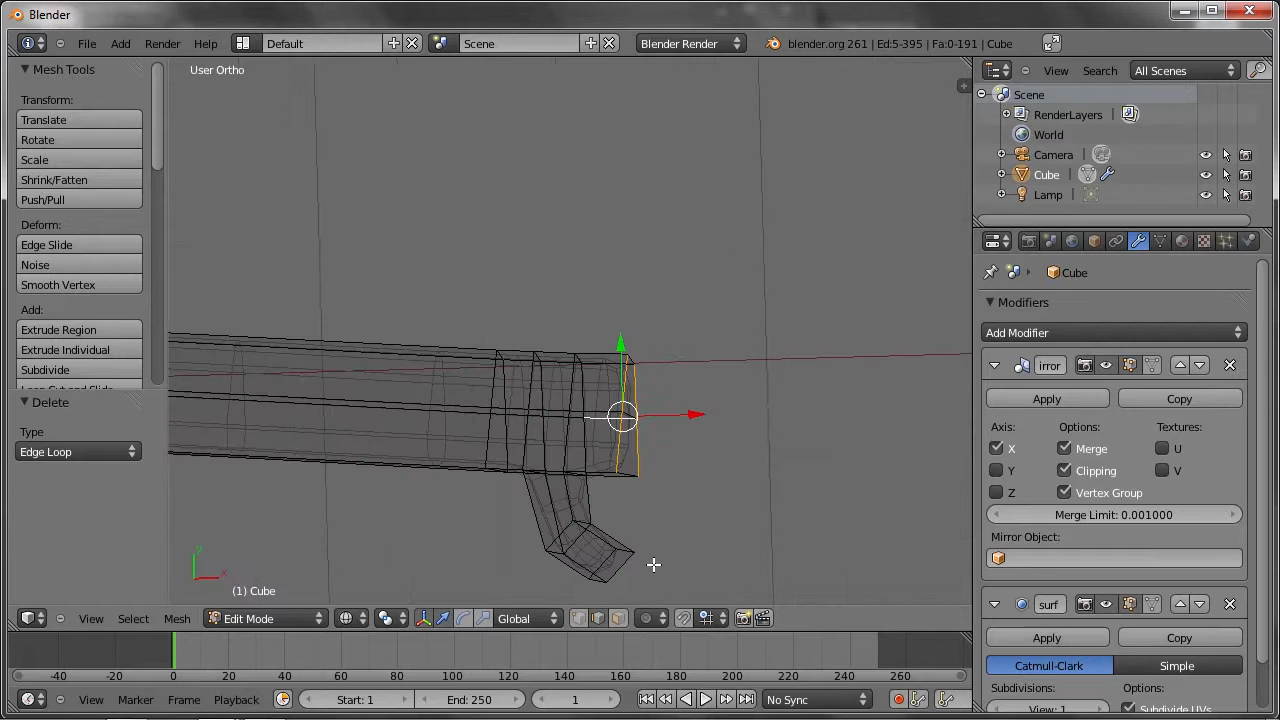 Blender
File Add Render Help Default Scene Blender Render blender.org 261 | Ed:5-395 | Fa:0-191 | Cube
Mesh Tools
Transform:
Translate
Rotate
Scale
Shrink/Fatten
Push/Pull
Deform:
Edge Slide
Noise
Smooth Vertex
Add:
Extrude Region
Extrude Individual
Subdivide
Loop Cut and Slide
Delete
Type
Edge Loop
User Ortho
y
x
(1) Cube
View Select Mesh Edit Mode Global
-40 -20 0 20 40 60 80 100 120 140 160 180 200 220 240 260
View Marker Frame Playback Start: 1 End: 250 1 No Sync
View Search All Scenes
Scene
RenderLayers |
World
Camera |
Cube |
Lamp |
Cube
Modifiers
Add Modifier
irror
Apply Copy
Axis: Options: Textures:
X Merge U
Y Clipping V
Z Vertex Group
Merge Limit: 0.001000
Mirror Object:
surf
Apply Copy
Catmull-Clark Simple
Subdivisions: Options:
View: 1 Subdivide UVs